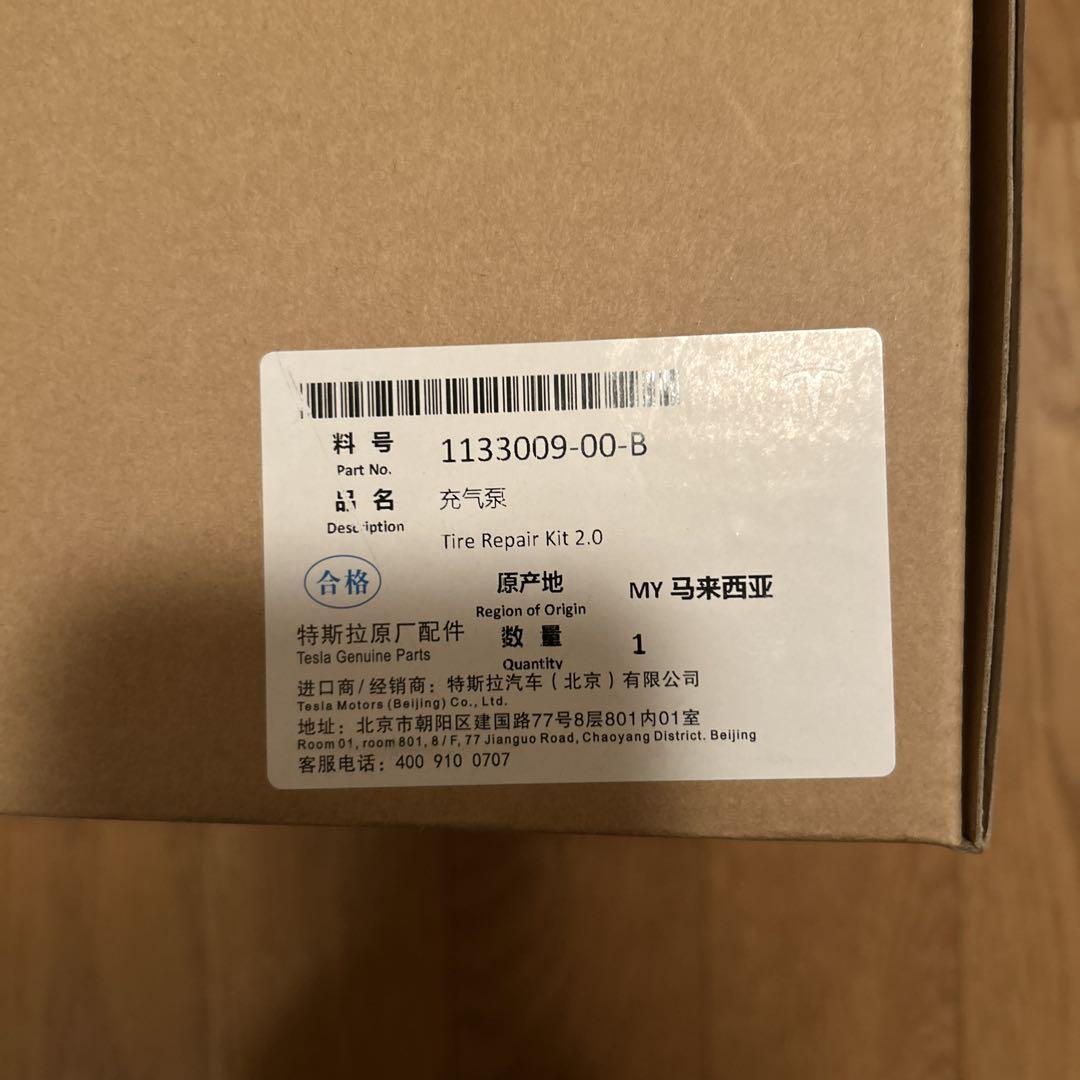 料 号 1133009-00-B
Part No.
品 名 充气泵
Description Tire Repair Kit 2.0
合格 原产地 MY 马来西亚
Region of Origin
特斯拉原厂配件 数 量 1
Tesla Genuine Parts Quantity
进口商/经销商：特斯拉汽车（北京）有限公司
Tesla Motors (Beijing) Co., Ltd.
地址：北京市朝阳区建国路77号8层801内01室
Room 01, room 801, 8 / F, 77 Jianguo Road, Chaoyang District. Beijing
客服电话：400 910 0707